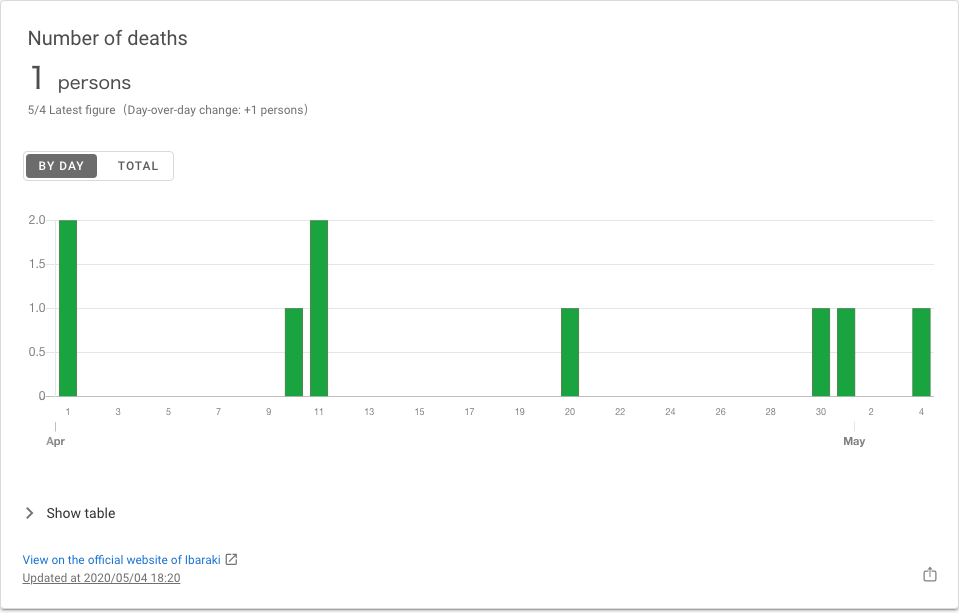 Number of deaths
1 persons
5/4 Latest figure（Day-over-day change: +1 persons）
BY DAY TOTAL
2.0
1.5
1.0
0.5
0
1 3 5 7 9 11 13 15 17 19 20 22 24 26 28 30 2 4
Apr May
Show table
View on the official website of Ibaraki
Updated at 2020/05/04 18:20